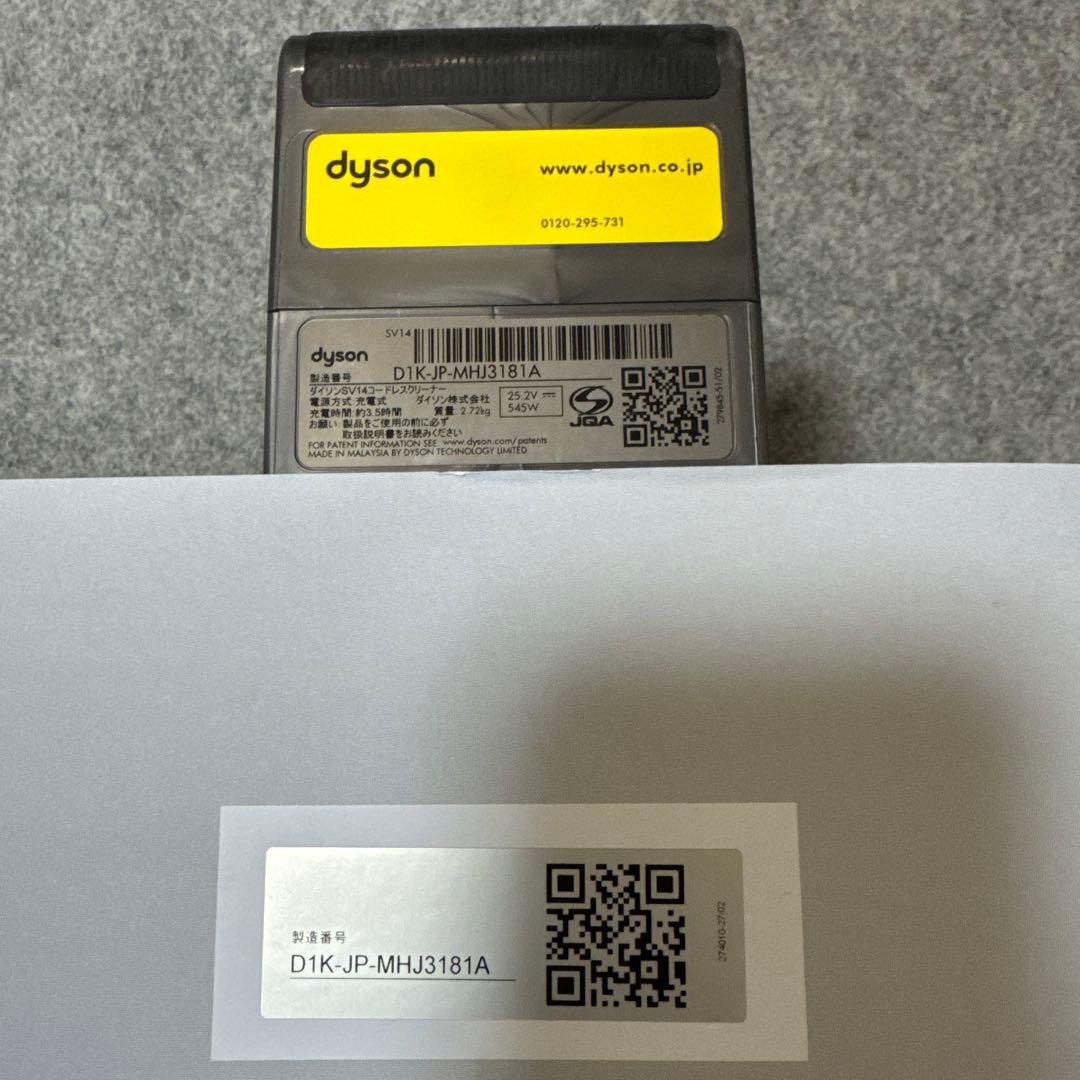 dyson
www.dyson.co.jp
0120-295-731
SV14
dyson
製造番号 D1K-JP-MHJ3181A
ダイソンSV14コードレスクリーナー
電源方式:充電式 ダイソン株式会社
充電時間:約3.5時間 質量: 2.72kg
25.2V
545W
JQA
お願い:製品をご使用の前に必ず
取扱説明書をお読みください
FOR PATENT INFORMATION SEE www.dyson.com/patents
MADE IN MALAYSIA BY DYSON TECHNOLOGY LIMITED
279845-51/02
製造番号
D1K-JP-MHJ3181A
274010-27/02